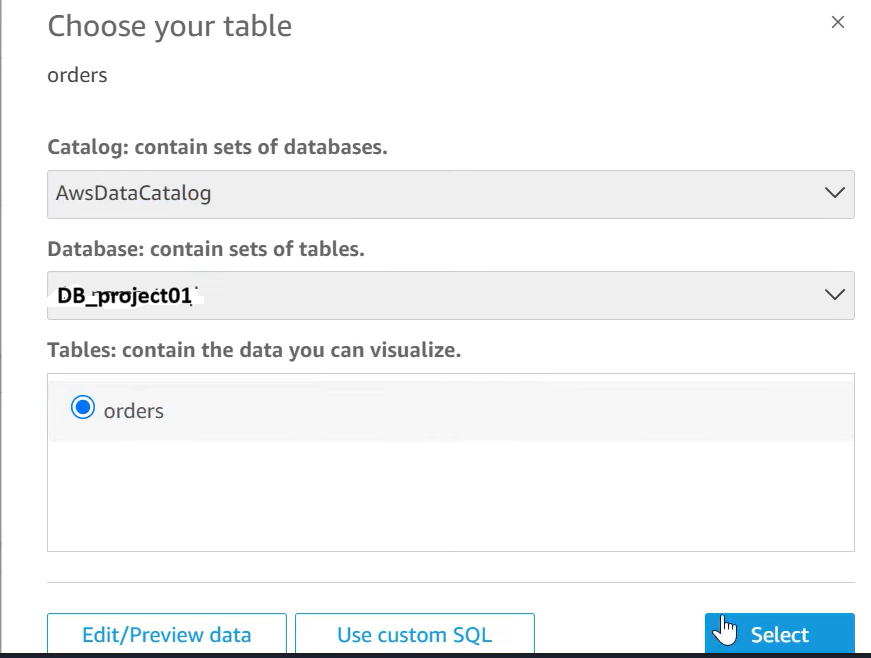 Choose your table
orders
Catalog: contain sets of databases.
AwsDataCatalog
Database: contain sets of tables.
DB_project01
Tables: contain the data you can visualize.
orders
Edit/Preview data
Use custom SQL
Select